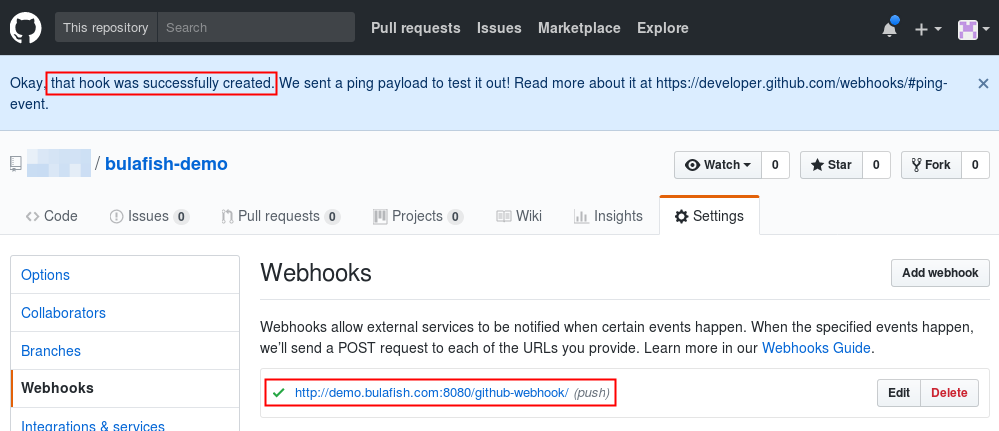 This repository Search Pull requests Issues Marketplace Explore
Okay, that hook was successfully created. We sent a ping payload to test it out! Read more about it at https://developer.github.com/webhooks/#ping-
event.
/ bulafish-demo Watch 0 Star 0 Fork 0
Code Issues 0 Pull requests 0 Projects 0 Wiki Insights Settings
Options
Collaborators
Branches
Webhooks
Integrations & services
Webhooks Add webhook
Webhooks allow external services to be notified when certain events happen. When the specified events happen,
we'll send a POST request to each of the URLs you provide. Learn more in our Webhooks Guide.
http://demo.bulafish.com:8080/github-webhook/ (push) Edit Delete